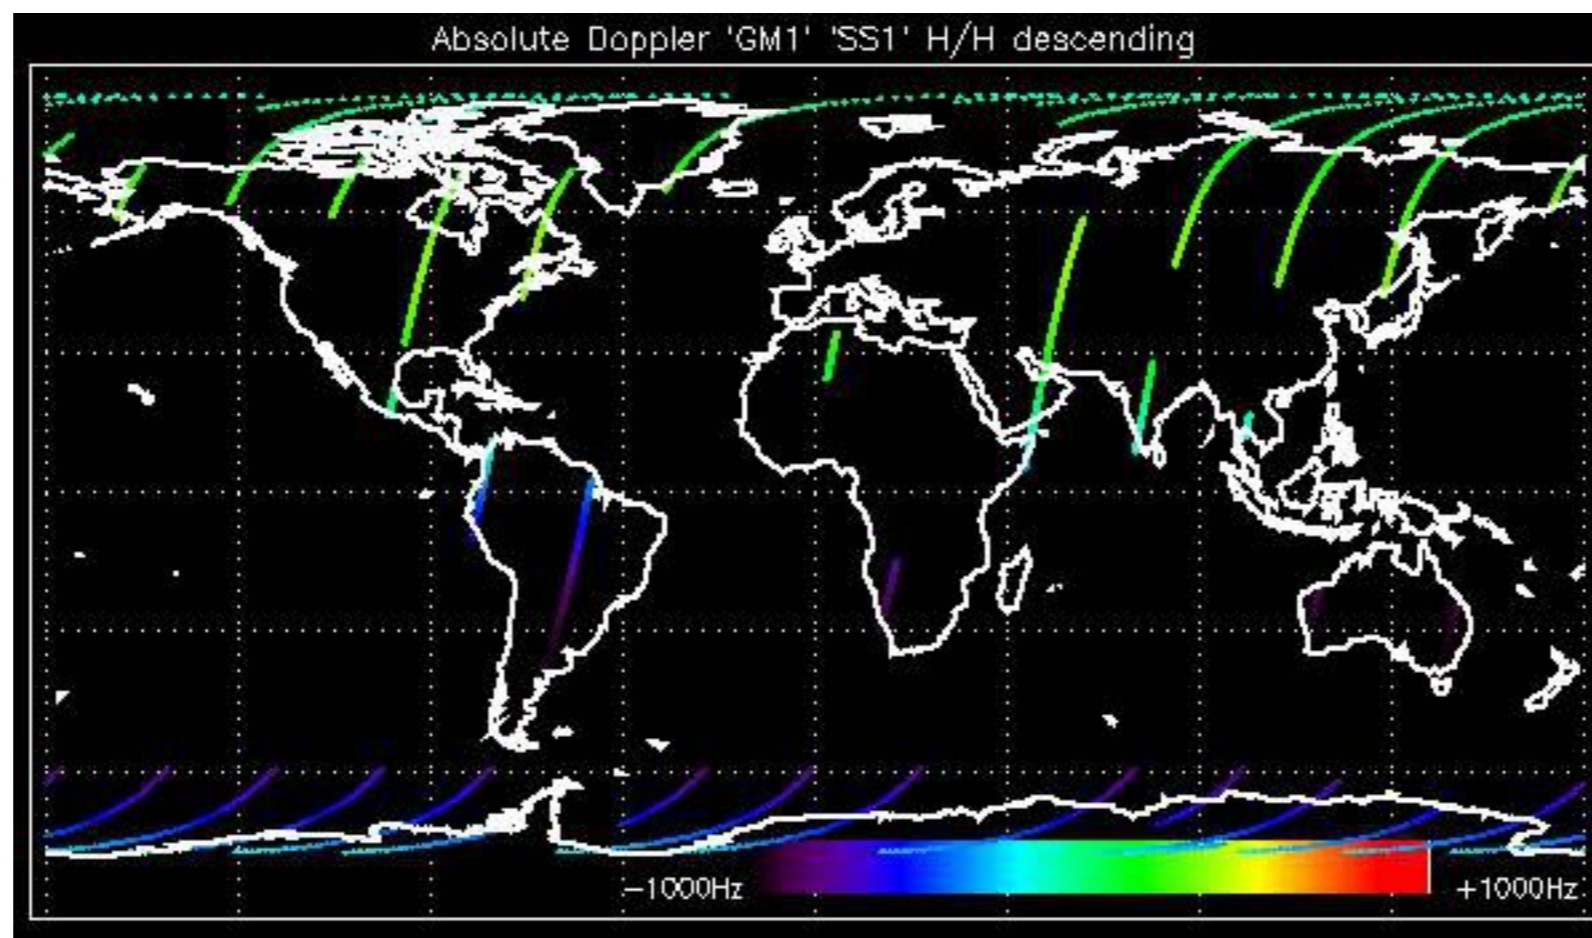 Absolute Doppler 'GM1' 'SS1' H/H descending
-1000Hz
+1000Hz